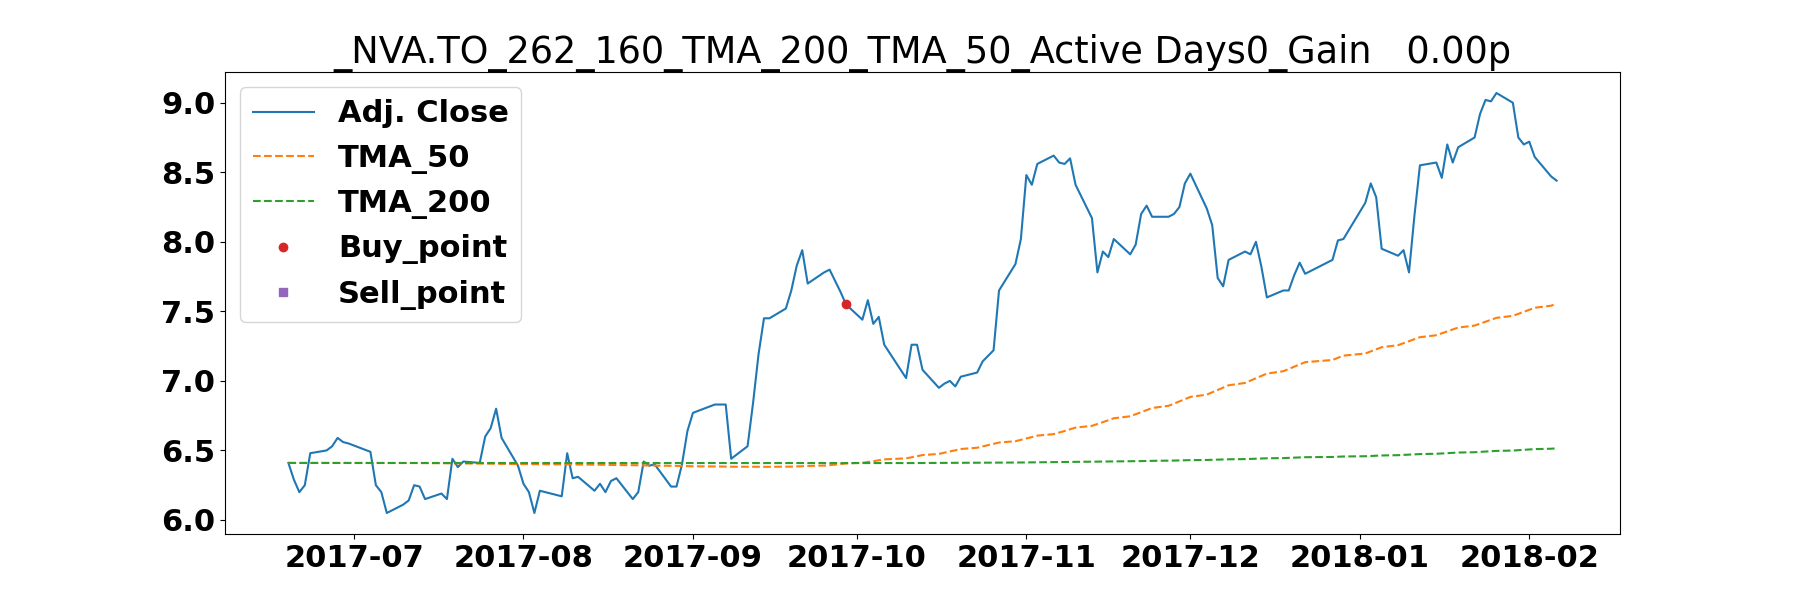 _NVA.TO_262_160_TMA_200_TMA_50_Active Days0_Gain   0.00p
Adj. Close
TMA_50
TMA_200
Buy_point
Sell_point
9.0
8.5
8.0
7.5
7.0
6.5
6.0
2017-07 2017-08 2017-09 2017-10 2017-11 2017-12 2018-01 2018-02